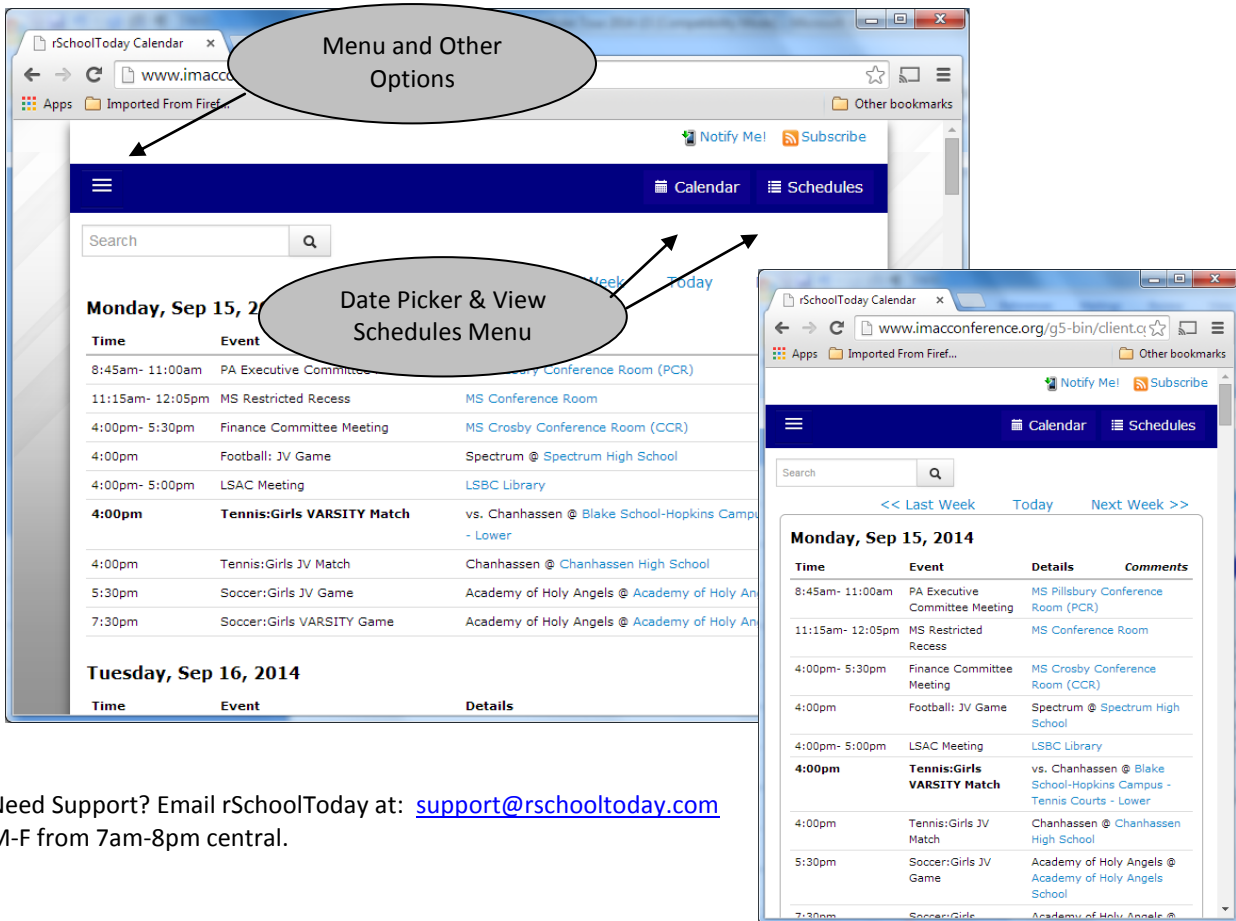 rSchoolToday Calendar
Menu and Other
Options
www.imacco
Apps Imported From Firef... Other bookmarks
Notify Me! Subscribe
Calendar Schedules
Search
Week Today
Date Picker & View
Schedules Menu
Monday, Sep 15, 20
Time Event
8:45am- 11:00am PA Executive Committee Conference Room (PCR)
11:15am- 12:05pm MS Restricted Recess MS Conference Room
4:00pm- 5:30pm Finance Committee Meeting MS Crosby Conference Room (CCR)
4:00pm Football: JV Game Spectrum @ Spectrum High School
4:00pm- 5:00pm LSAC Meeting LSBC Library
4:00pm Tennis:Girls VARSITY Match vs. Chanhassen @ Blake School-Hopkins Campu
- Lower
4:00pm Tennis:Girls JV Match Chanhassen @ Chanhassen High School
5:30pm Soccer:Girls JV Game Academy of Holy Angels @ Academy of Holy An
7:30pm Soccer:Girls VARSITY Game Academy of Holy Angels @ Academy of Holy An
Tuesday, Sep 16, 2014
Time Event Details
rSchoolToday Calendar
www.imacconference.org/g5-bin/client.c
Apps Imported From Firef... Other bookmarks
Notify Me! Subscribe
Calendar Schedules
Search
<< Last Week Today Next Week >>
Monday, Sep 15, 2014
Time Event Details Comments
8:45am- 11:00am PA Executive MS Pillsbury Conference
Committee Meeting Room (PCR)
11:15am- 12:05pm MS Restricted MS Conference Room
Recess
4:00pm- 5:30pm Finance Committee MS Crosby Conference
Meeting Room (CCR)
4:00pm Football: JV Game Spectrum @ Spectrum High
School
4:00pm- 5:00pm LSAC Meeting LSBC Library
4:00pm Tennis:Girls vs. Chanhassen @ Blake
VARSITY Match School-Hopkins Campus -
Tennis Courts - Lower
4:00pm Tennis:Girls JV Chanhassen @ Chanhassen
Match High School
5:30pm Soccer:Girls JV Academy of Holy Angels @
Game Academy of Holy Angels
School
7:30pm Soccer:Girls Academy of Holy Angels @
Need Support? Email rSchoolToday at: support@rschooltoday.com
M-F from 7am-8pm central.